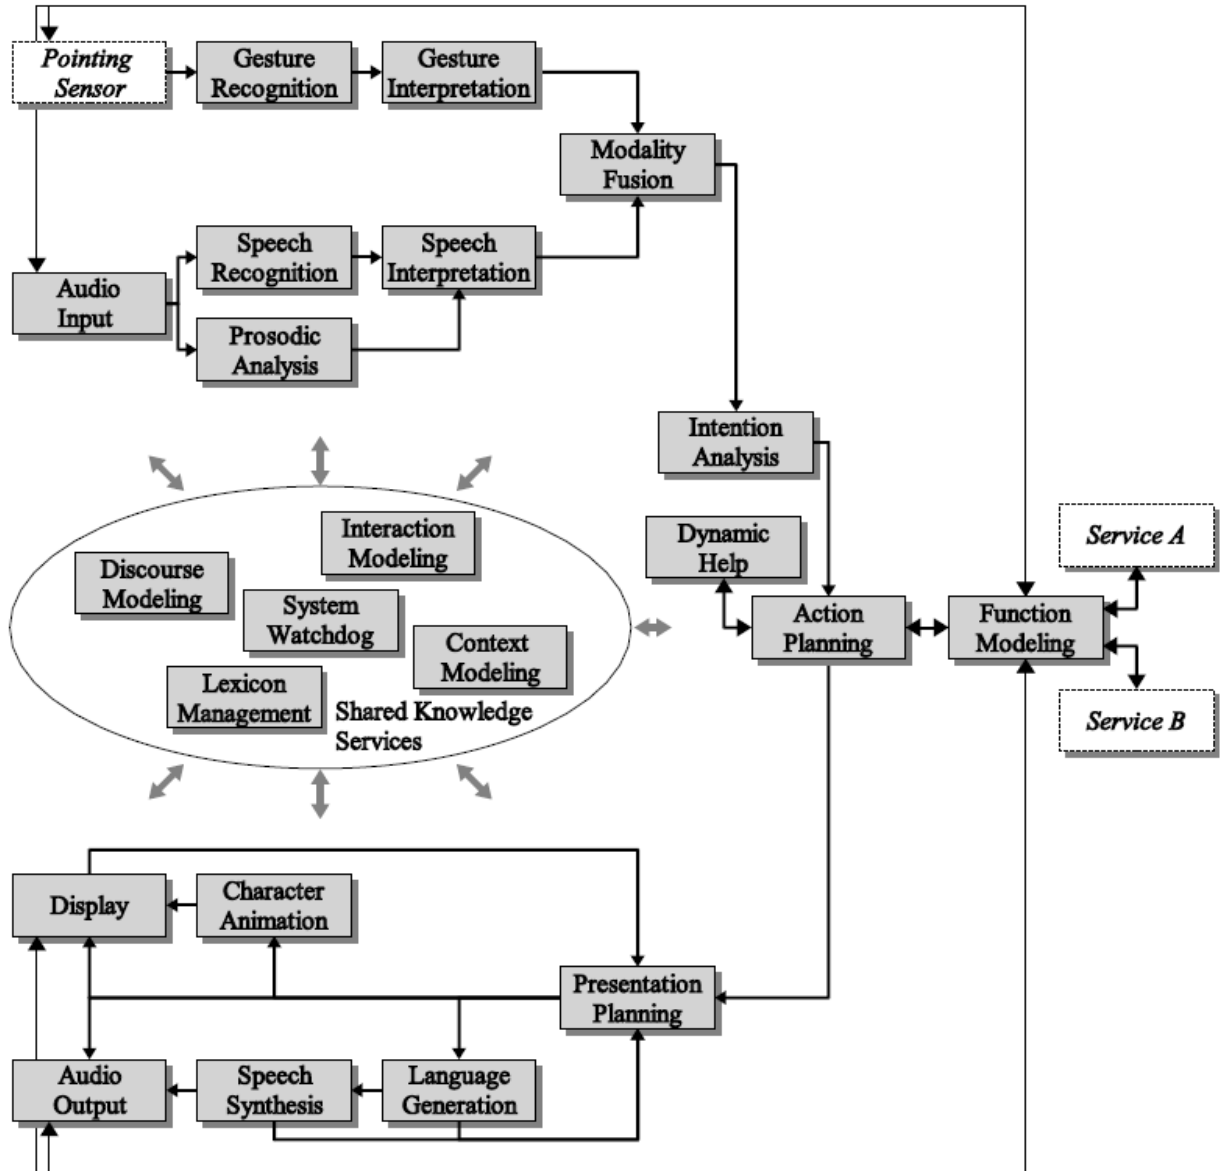 Pointing
Sensor
Gesture
Recognition
Gesture
Interpretation
Modality
Fusion
Speech
Recognition
Speech
Interpretation
Audio
Input
Prosodic
Analysis
Intention
Analysis
Interaction
Modeling
Dynamic
Help
Service A
Discourse
Modeling
System
Watchdog
Action
Planning
Function
Modeling
Context
Modeling
Lexicon
Management
Shared Knowledge
Services
Service B
Display
Character
Animation
Presentation
Planning
Audio
Output
Speech
Synthesis
Language
Generation